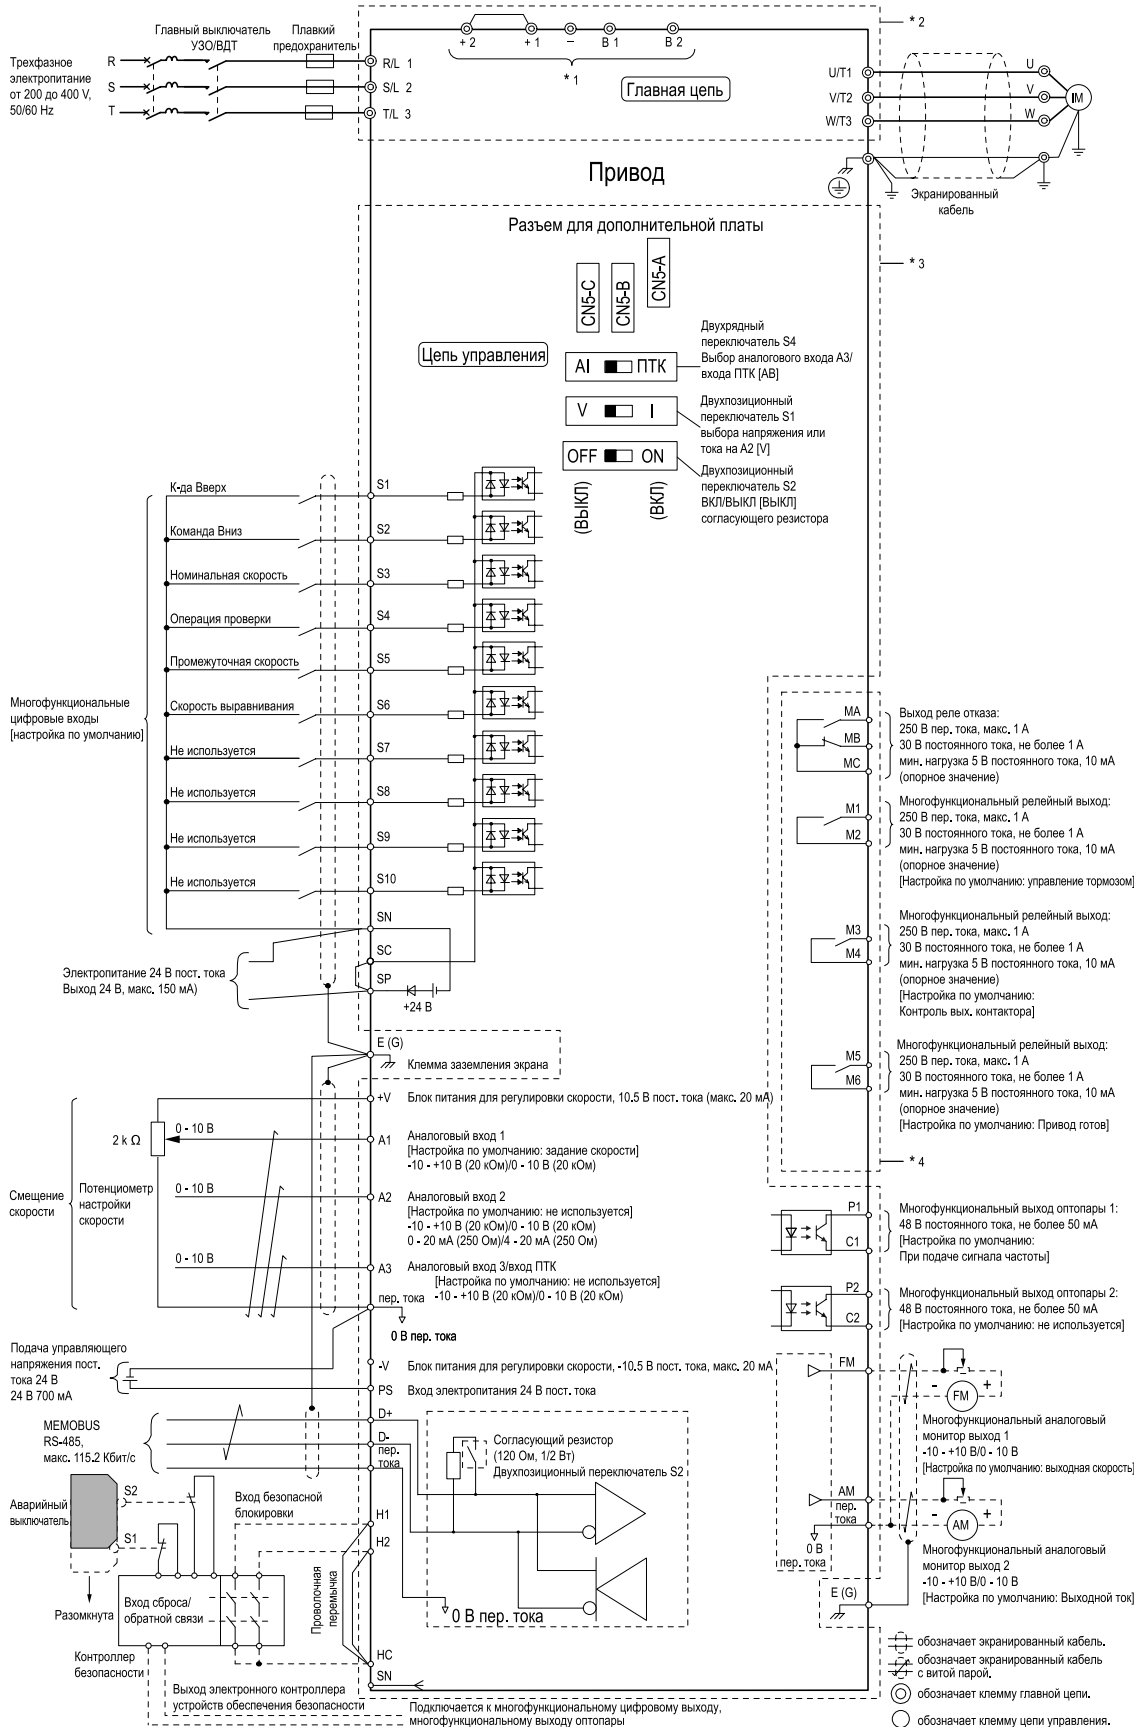 Главный выключатель
УЗО/ВДТ
Плавкий
предохранитель
Трехфазное
электропитание
от 200 до 400 V,
50/60 Hz
R
S
T
R/L 1
S/L 2
T/L 3
+ 2
+ 1
–
B 1
B 2
* 1
* 2
Главная цепь
U/T1
V/T2
W/T3
U
V
W
IM
Экранированный
кабель
Привод
Разъем для дополнительной платы
* 3
CN5-C
CN5-B
CN5-A
Цепь управления
AI
ПТК
Двухрядный
переключатель S4
Выбор аналогового входа A3/
входа ПТК [AB]
V
I
Двухпозиционный
переключатель S1
выбора напряжения или
тока на A2 [V]
OFF
ON
(ВЫКЛ)
(ВКЛ)
Двухпозиционный
переключатель S2
ВКЛ/ВЫКЛ [ВЫКЛ]
согласующего резистора
Многофункциональные
цифровые входы
[настройка по умолчанию]
К-да Вверх
S1
Команда Вниз
S2
Номинальная скорость
S3
Операция проверки
S4
Промежуточная скорость
S5
Скорость выравнивания
S6
Не используется
S7
Не используется
S8
Не используется
S9
Не используется
S10
SN
SC
SP
+24 В
Электропитание 24 В пост. тока
Выход 24 В, макс. 150 мА)
E (G)
Клемма заземления экрана
MA
MB
MC
Выход реле отказа:
250 В пер. тока, макс. 1 А
30 В постоянного тока, не более 1 А
мин. нагрузка 5 В постоянного тока, 10 мА
(опорное значение)
M1
M2
Многофункциональный релейный выход:
250 В пер. тока, макс. 1 А
30 В постоянного тока, не более 1 А
мин. нагрузка 5 В постоянного тока, 10 мА
(опорное значение)
[Настройка по умолчанию: управление тормозом]
M3
M4
Многофункциональный релейный выход:
250 В пер. тока, макс. 1 А
30 В постоянного тока, не более 1 А
мин. нагрузка 5 В постоянного тока, 10 мА
(опорное значение)
[Настройка по умолчанию:
Контроль вых. контактора]
M5
M6
Многофункциональный релейный выход:
250 В пер. тока, макс. 1 А
30 В постоянного тока, не более 1 А
мин. нагрузка 5 В постоянного тока, 10 мА
(опорное значение)
[Настройка по умолчанию: Привод готов]
* 4
Смещение
скорости
Потенциометр
настройки
скорости
2 k Ω
0 - 10 В
0 - 10 В
0 - 10 В
+V
Блок питания для регулировки скорости, 10.5 В пост. тока (макс. 20 мА)
A1
Аналоговый вход 1
[Настройка по умолчанию: задание скорости]
-10 - +10 В (20 кОм)/0 - 10 В (20 кОм)
A2
Аналоговый вход 2
[Настройка по умолчанию: не используется]
-10 - +10 В (20 кОм)/0 - 10 В (20 кОм)
0 - 20 мА (250 Ом)/4 - 20 мА (250 Ом)
A3
Аналоговый вход 3/вход ПТК
[Настройка по умолчанию: не используется]
-10 - +10 В (20 кОм)/0 - 10 В (20 кОм)
пер. тока
0 В пер. тока
P1
C1
Многофункциональный выход оптопары 1:
48 В постоянного тока, не более 50 мА
[Настройка по умолчанию:
При подаче сигнала частоты]
P2
C2
Многофункциональный выход оптопары 2:
48 В постоянного тока, не более 50 мА
[Настройка по умолчанию: не используется]
Подача управляющего
напряжения пост.
тока 24 В
24 В 700 мА
-V
Блок питания для регулировки скорости, -10.5 В пост. тока, макс. 20 мА
PS
Вход электропитания 24 В пост. тока
MEMOBUS
RS-485,
макс. 115.2 Кбит/с
D+
D-
пер.
тока
Согласующий резистор
(120 Ом, 1/2 Вт)
Двухпозиционный переключатель S2
FM
-
+
FM
Многофункциональный аналоговый
монитор выход 1
-10 - +10 В/0 - 10 В
[Настройка по умолчанию: выходная скорость]
AM
пер.
тока
0 В
пер. тока
-
+
AM
Многофункциональный аналоговый
монитор выход 2
-10 - +10 В/0 - 10 В
[Настройка по умолчанию: Выходной ток]
E (G)
Аварийный
выключатель
S2
S1
Разомкнута
Вход безопасной
блокировки
Вход сброса/
обратной связи
Контроллер
безопасности
H1
H2
Проволочная
перемычка
0 В пер. тока
HC
SN
Выход электронного контроллера
устройств обеспечения безопасности
Подключается к многофункциональному цифровому выходу,
многофункциональному выходу оптопары
обозначает экранированный кабель.
обозначает экранированный кабель
с витой парой.
обозначает клемму главной цепи.
обозначает клемму цепи управления.